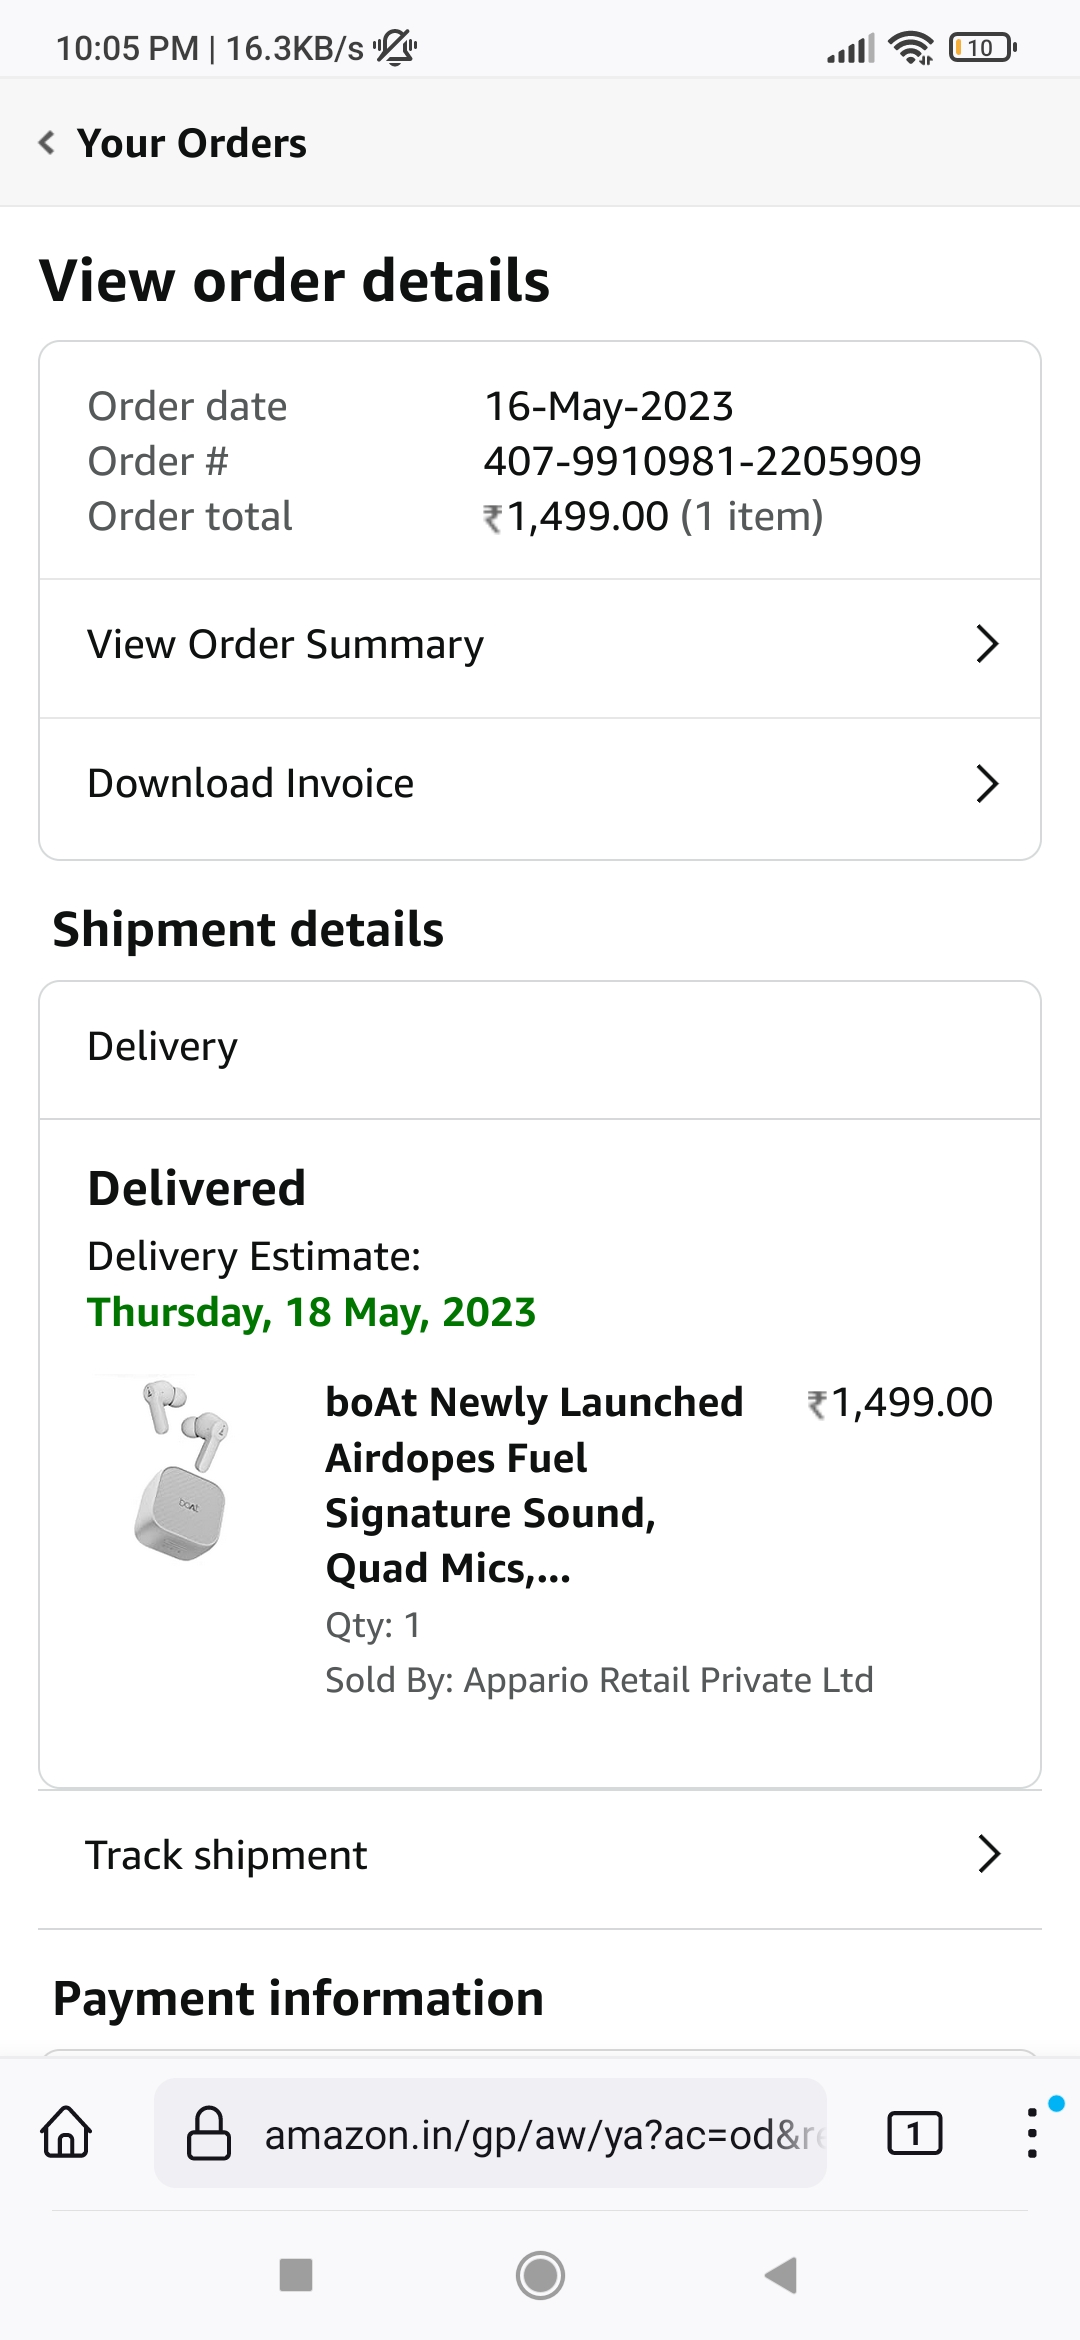 10:05 PM | 16.3KB/s
10
Your Orders
View order details
Order date 16-May-2023
Order # 407-9910981-2205909
Order total ₹1,499.00 (1 item)
View Order Summary
Download Invoice
Shipment details
Delivery
Delivered
Delivery Estimate:
Thursday, 18 May, 2023
boAt Newly Launched ₹1,499.00
Airdopes Fuel
Signature Sound,
Quad Mics,...
boAt
Qty: 1
Sold By: Appario Retail Private Ltd
Track shipment
Payment information
amazon.in/gp/aw/ya?ac=od&re
1